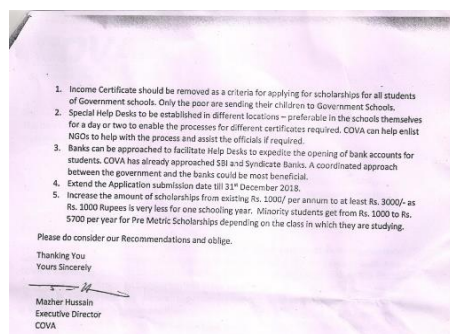 1. Income Certificate should be removed as a criteria for applying for scholarships for all students
of Government schools. Only the poor are sending their children to Government Schools.
2. Special Help Desks to be established in different locations – preferable in the schools themselves
for a day or two to enable the processes for different certificates required. COVA can help enlist
NGOs to help with the process and assist the officials if required.
3. Banks can be approached to facilitate Help Desks to expedite the opening of bank accounts for
students. COVA has already approached SBI and Syndicate Banks. A coordinated approach
between the government and the banks could be most beneficial.
4. Extend the Application submission date till 31st December 2018.
5. Increase the amount of scholarships from existing Rs. 1000/ per annum to at least Rs. 3000/- as
Rs. 1000 Rupees is very less for one schooling year. Minority students get from Rs. 1000 to Rs.
5700 per year for Pre Metric Scholarships depending on the class in which they are studying.
Please do consider our Recommendations and oblige.
Thanking You
Yours Sincerely
Mazher Hussain
Executive Director
COVA